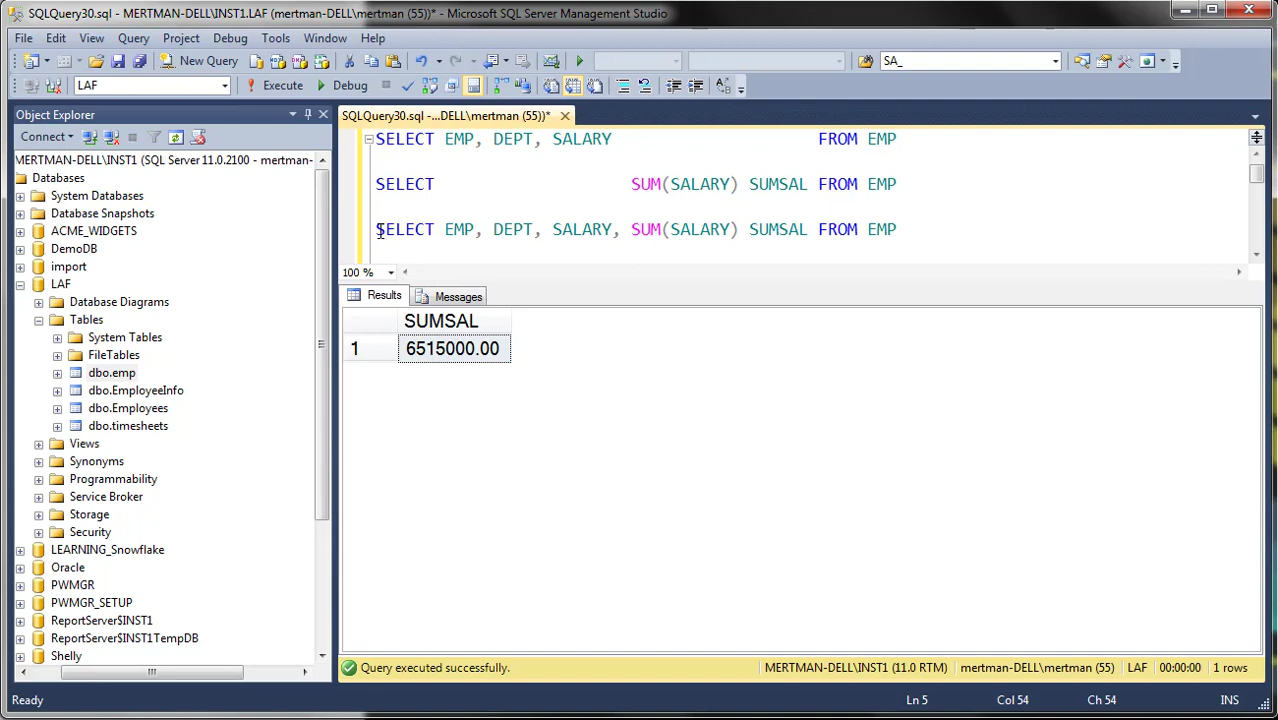 SQLQuery30.sql - MERTMAN-DELL\INST1.LAF (mertman-DELL\mertman (55))* - Microsoft SQL Server Management Studio
File Edit View Query Project Debug Tools Window Help
New Query SA_
LAF Execute Debug
Object Explorer
SQLQuery30.sql -...DELL\mertman (55))*
Connect
MERTMAN-DELL\INST1 (SQL Server 11.0.2100 - mertman-
Databases
System Databases
Database Snapshots
ACME_WIDGETS
DemoDB
import
LAF
Database Diagrams
Tables
System Tables
FileTables
dbo.emp
dbo.EmployeeInfo
dbo.Employees
dbo.timesheets
Views
Synonyms
Programmability
Service Broker
Storage
Security
LEARNING_Snowflake
Oracle
PWMGR
PWMGR_SETUP
ReportServer$INST1
ReportServer$INST1TempDB
Shelly
SELECT EMP, DEPT, SALARY FROM EMP
SELECT SUM(SALARY) SUMSAL FROM EMP
SELECT EMP, DEPT, SALARY, SUM(SALARY) SUMSAL FROM EMP
100 %
Results Messages
SUMSAL
1 6515000.00
Query executed successfully. MERTMAN-DELL\INST1 (11.0 RTM) mertman-DELL\mertman (55) LAF 00:00:00 1 rows
Ready Ln 5 Col 54 Ch 54 INS